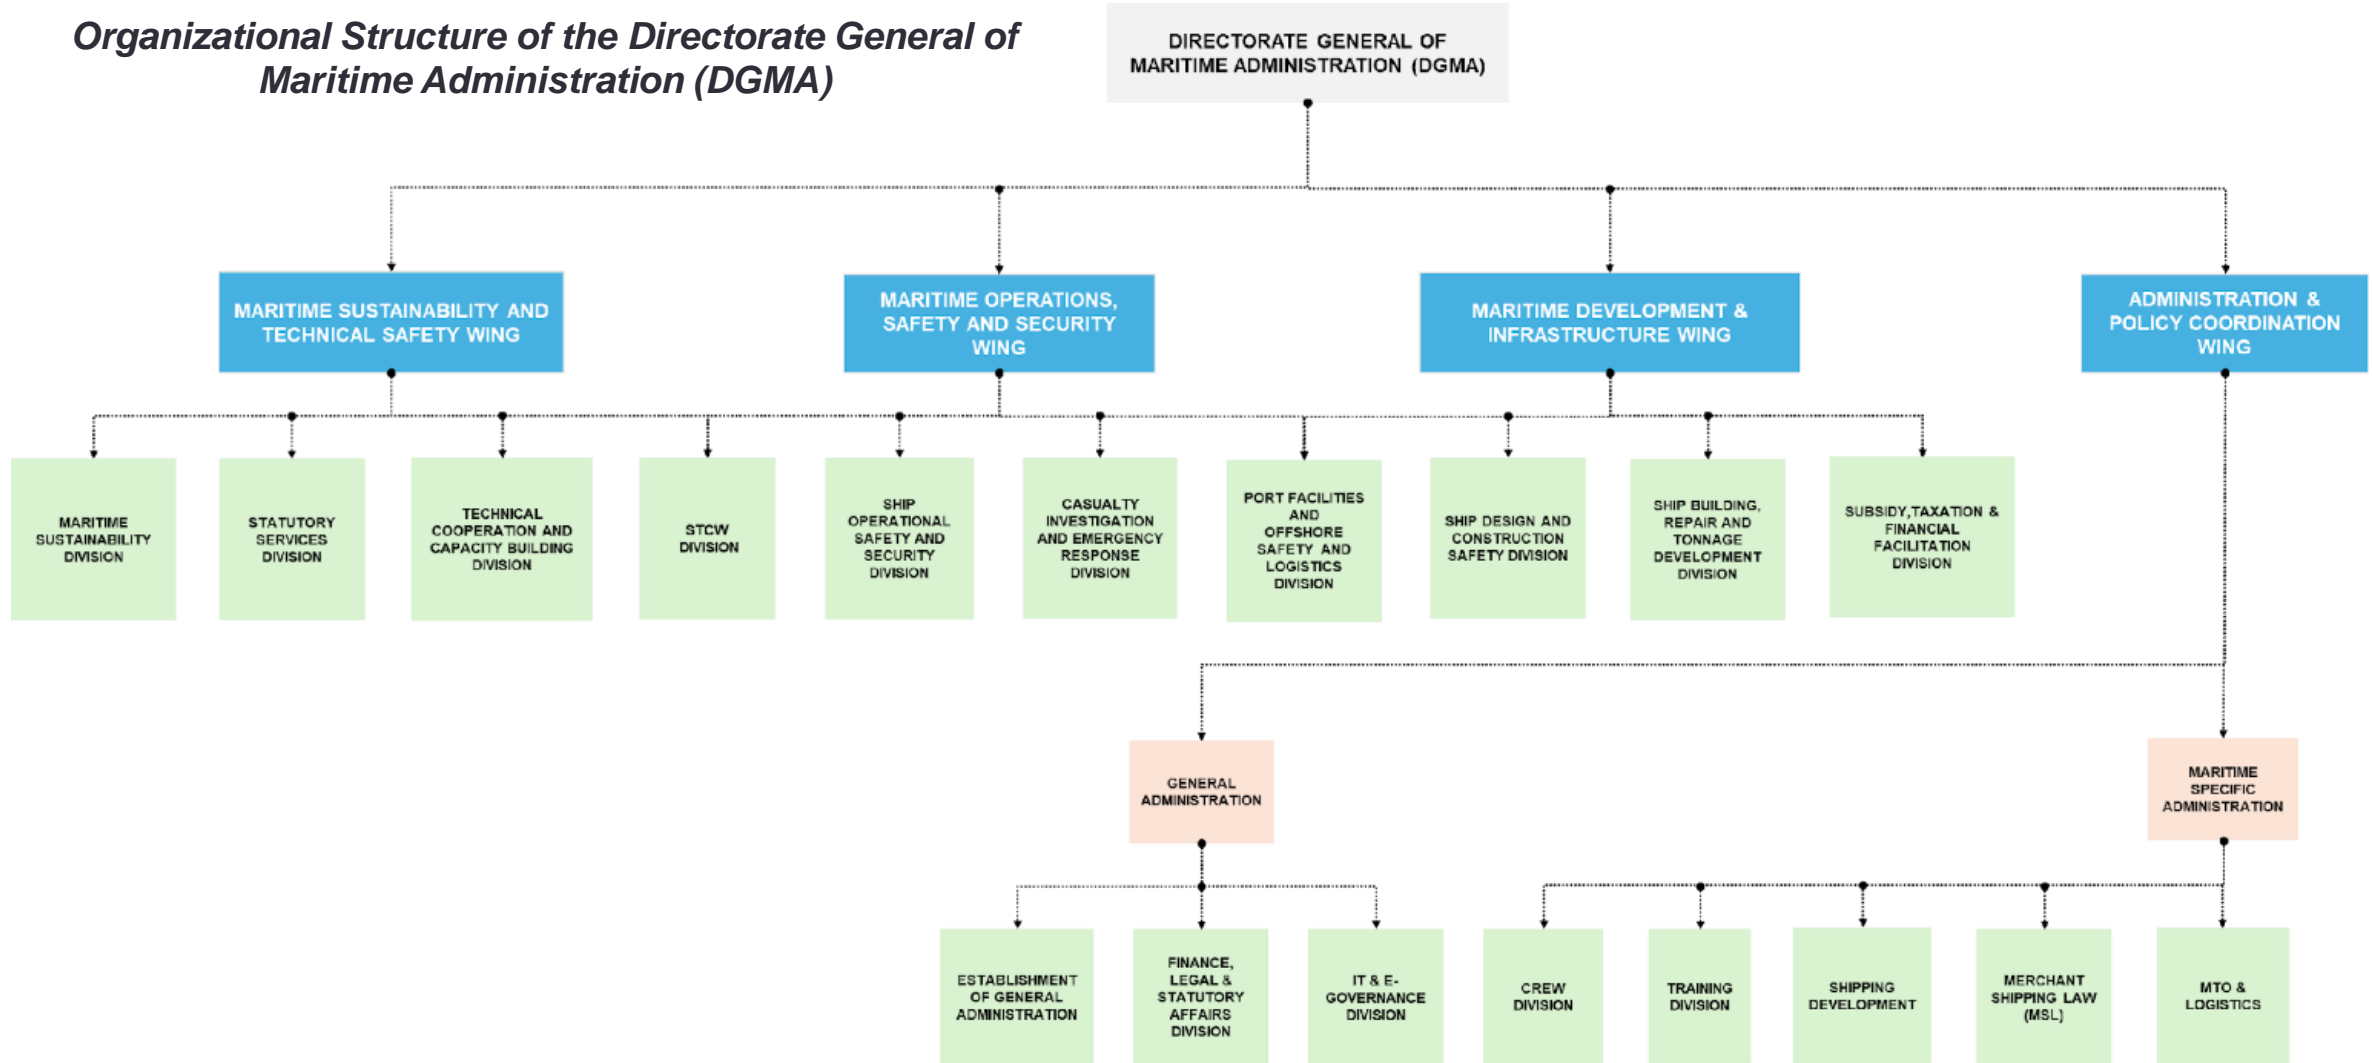 Organizational Structure of the Directorate General of
Maritime Administration (DGMA)
DIRECTORATE GENERAL OF
MARITIME ADMINISTRATION (DGMA)
MARITIME SUSTAINABILITY AND
TECHNICAL SAFETY WING
MARITIME OPERATIONS,
SAFETY AND SECURITY
WING
MARITIME DEVELOPMENT &
INFRASTRUCTURE WING
ADMINISTRATION &
POLICY COORDINATION
WING
MARITIME
SUSTAINABILITY
DIVISION
STATUTORY
SERVICES
DIVISION
TECHNICAL
COOPERATION AND
CAPACITY BUILDING
DIVISION
STCW
DIVISION
SHIP
OPERATIONAL
SAFETY AND
SECURITY
DIVISION
CASUALTY
INVESTIGATION
AND EMERGENCY
RESPONSE
DIVISION
PORT FACILITIES
AND
OFFSHORE
SAFETY AND
LOGISTICS
DIVISION
SHIP DESIGN AND
CONSTRUCTION
SAFETY DIVISION
SHIP BUILDING,
REPAIR AND
TONNAGE
DEVELOPMENT
DIVISION
SUBSIDY,TAXATION &
FINANCIAL
FACILITATION
DIVISION
GENERAL
ADMINISTRATION
MARITIME
SPECIFIC
ADMINISTRATION
ESTABLISHMENT
OF GENERAL
ADMINISTRATION
FINANCE,
LEGAL &
STATUTORY
AFFAIRS
DIVISION
IT & E-
GOVERNANCE
DIVISION
CREW
DIVISION
TRAINING
DIVISION
SHIPPING
DEVELOPMENT
MERCHANT
SHIPPING LAW
(MSL)
MTO &
LOGISTICS